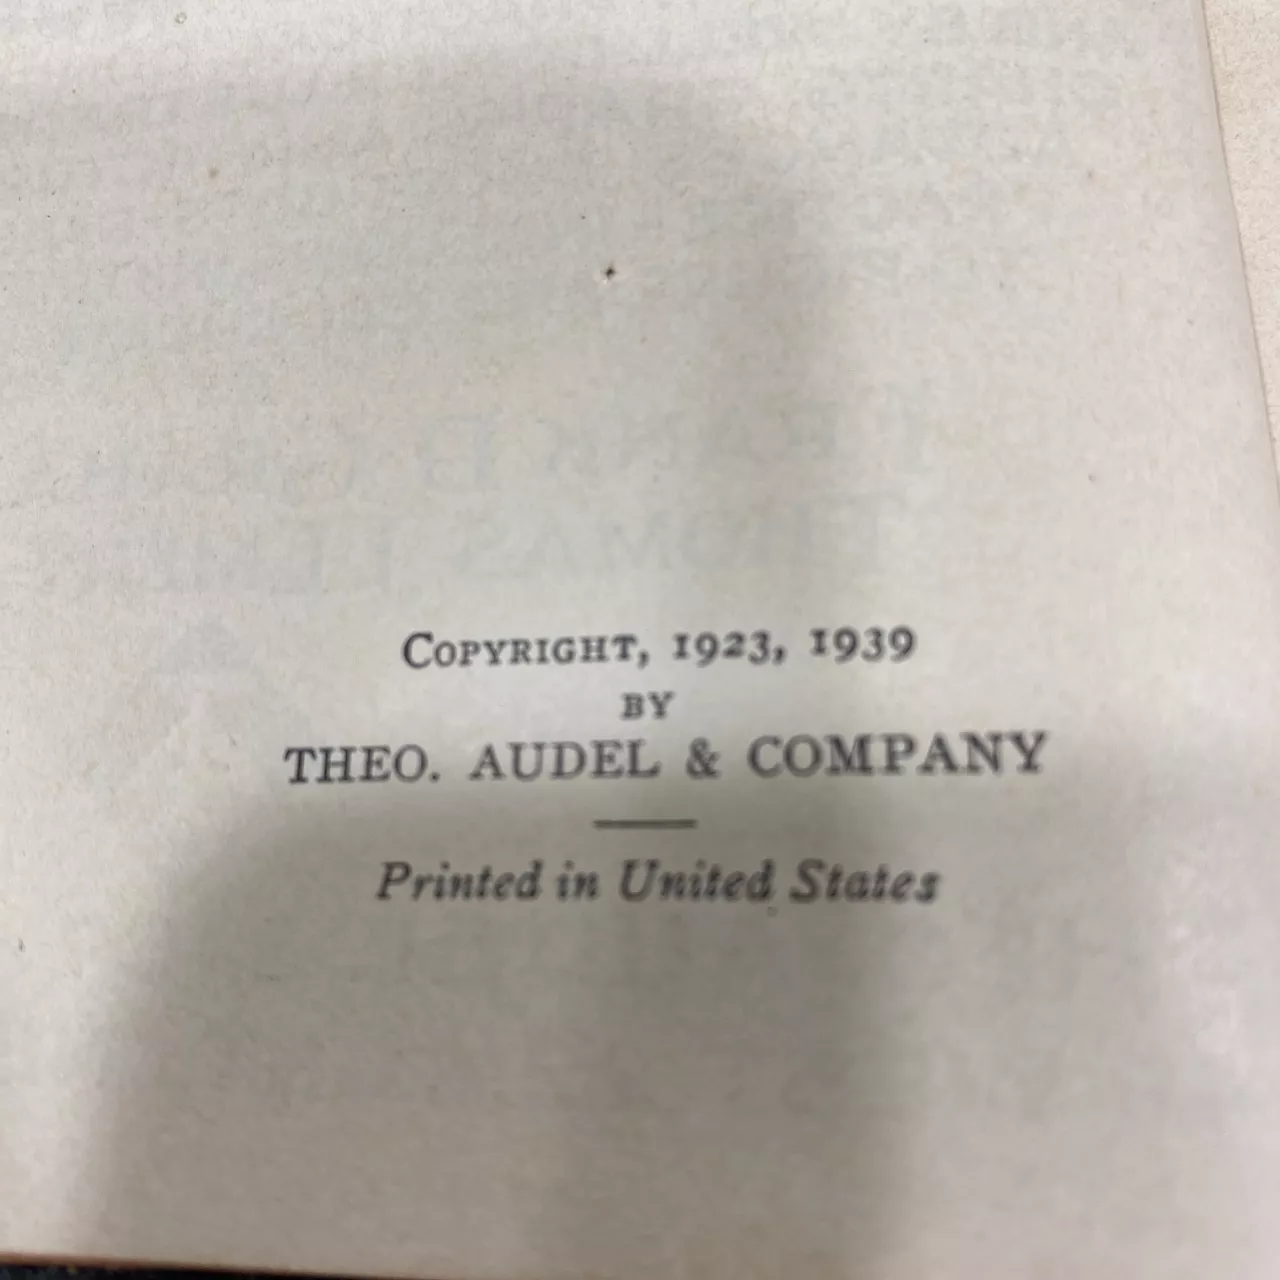 COPYRIGHT, 1923, 1939
BY
THEO. AUDEL & COMPANY
Printed in United States